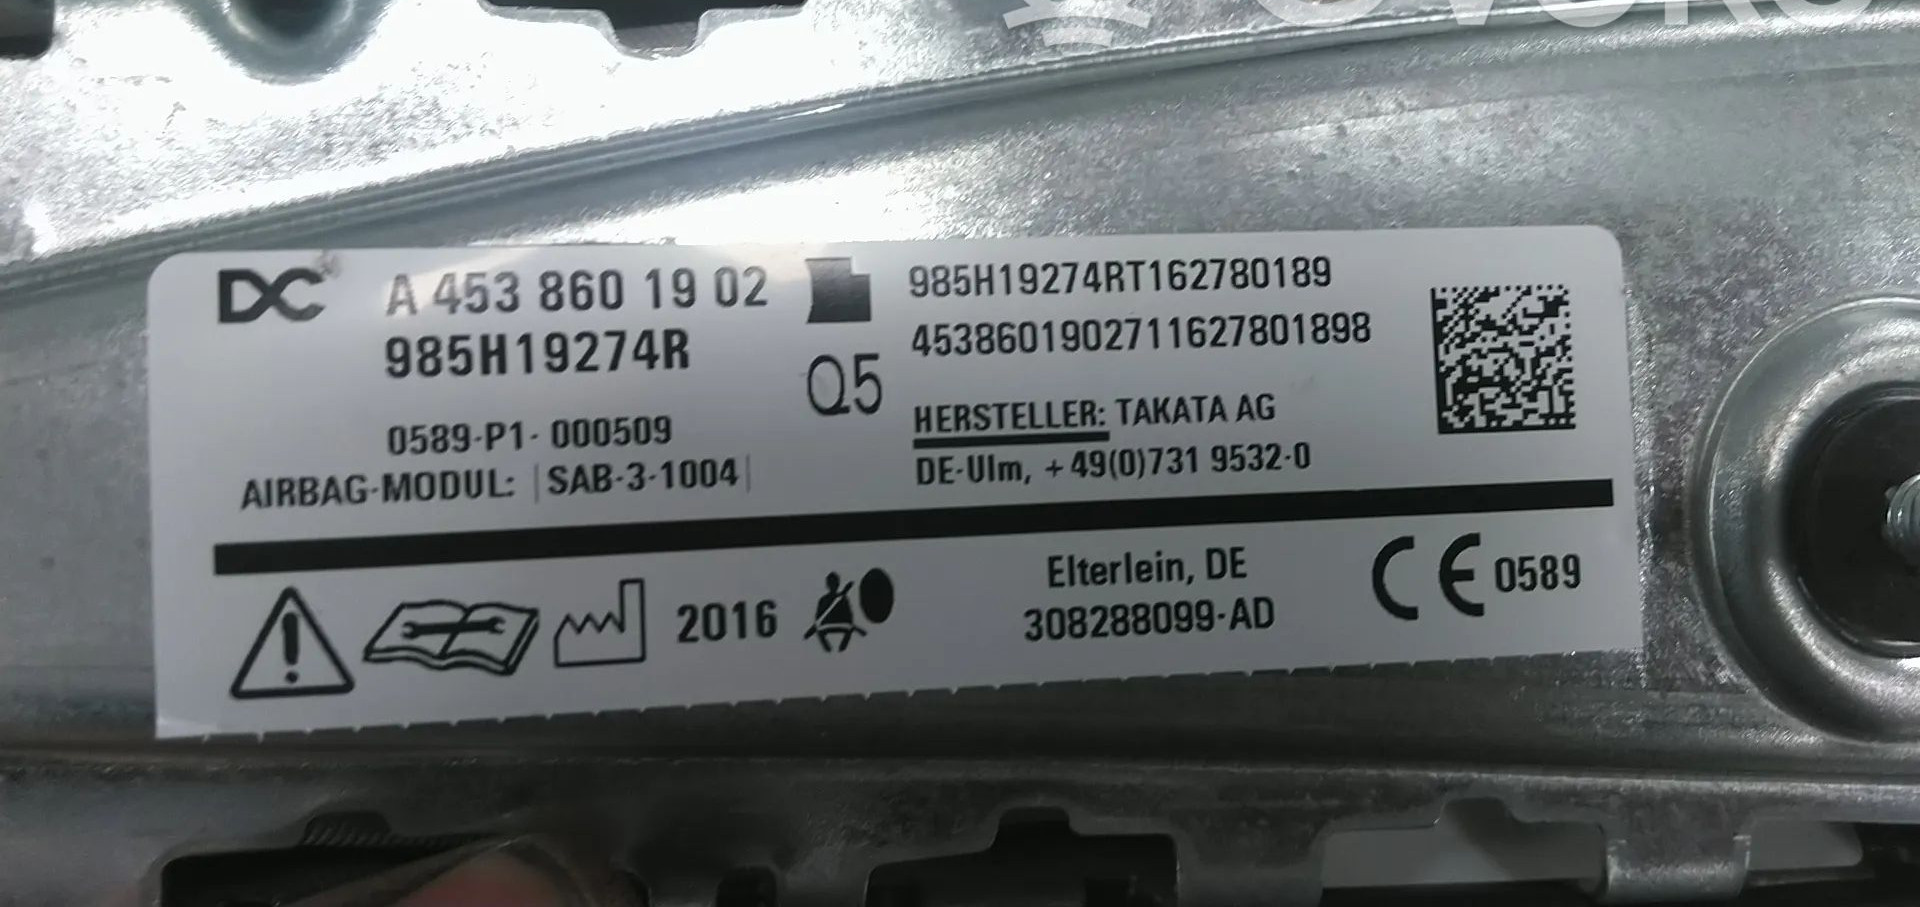 DC A 453 860 19 02
985H19274R
0589-P1- 000509
AIRBAG-MODUL: |SAB-3-1004|
Q5
985H19274RT162780189
4538601902711627801898
HERSTELLER: TAKATA AG
DE-Ulm, +49(0)731 9532-0
2016
Elterlein, DE
308288099-AD
CE 0589